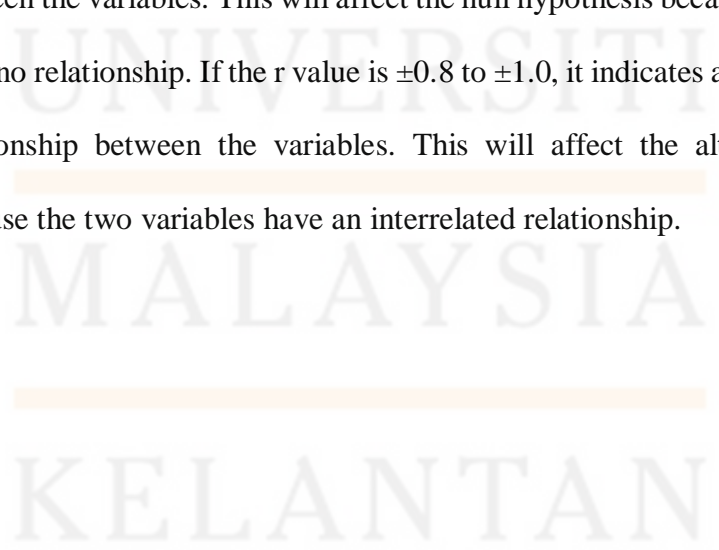 een the variables. This will affect the null hypothesis beca
UNIVERSITI
no relationship. If the r value is ±0.8 to ±1.0, it indicates a
onship between the variables. This will affect the al
se the two variables have an interrelated relationship.
MALAYSIA
KELANTAN